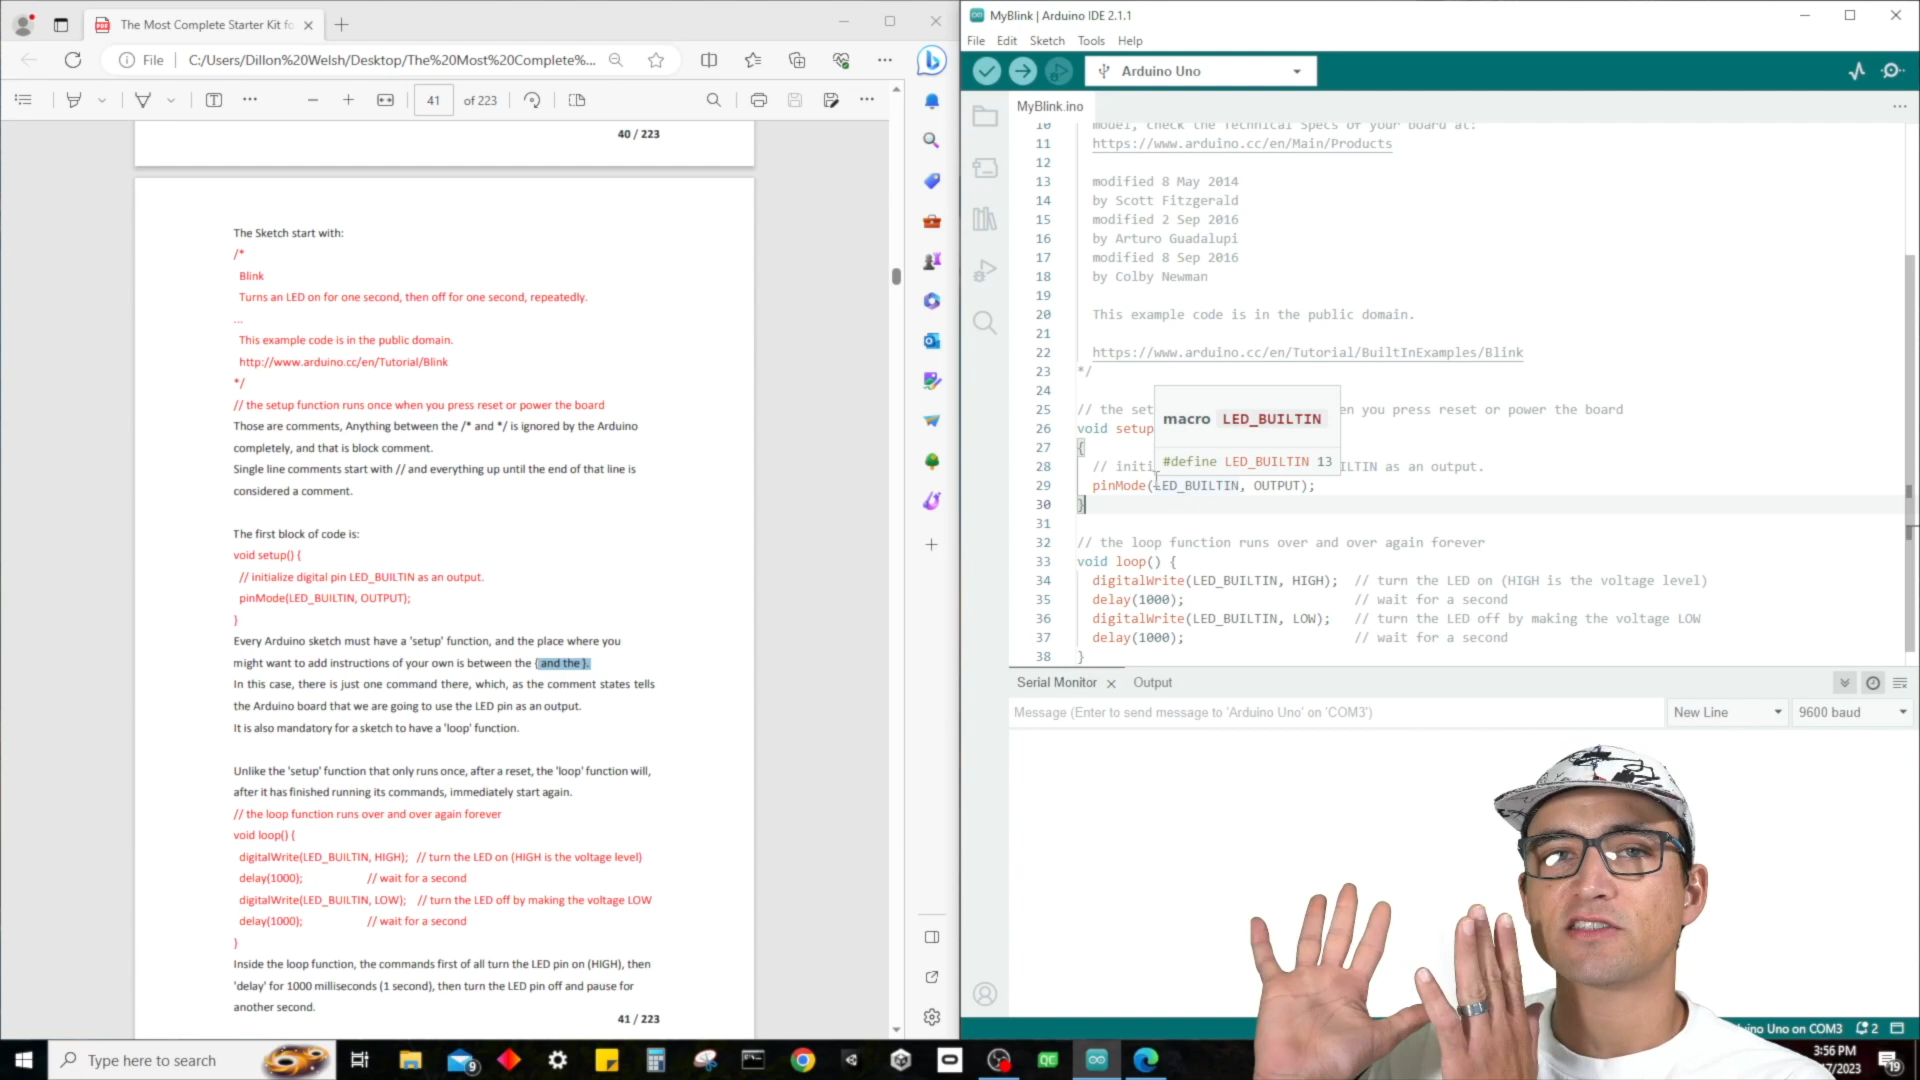 The Most Complete Starter Kit fo
File
C:/Users/Dillon%20Welsh/Desktop/The%20Most%20Complete%...
41 of 223
40 / 223
The Sketch start with:
/*
Blink
Turns an LED on for one second, then off for one second, repeatedly.
...
This example code is in the public domain.
http://www.arduino.cc/en/Tutorial/Blink
*/
// the setup function runs once when you press reset or power the board
Those are comments, Anything between the /* and */ is ignored by the Arduino
completely, and that is block comment.
Single line comments start with // and everything up until the end of that line is
considered a comment.
The first block of code is:
void setup() {
// initialize digital pin LED_BUILTIN as an output.
pinMode(LED_BUILTIN, OUTPUT);
}
Every Arduino sketch must have a 'setup' function, and the place where you
might want to add instructions of your own is between the { and the }.
In this case, there is just one command there, which, as the comment states tells
the Arduino board that we are going to use the LED pin as an output.
It is also mandatory for a sketch to have a 'loop' function.
Unlike the 'setup' function that only runs once, after a reset, the 'loop' function will,
after it has finished running its commands, immediately start again.
// the loop function runs over and over again forever
void loop() {
digitalWrite(LED_BUILTIN, HIGH); // turn the LED on (HIGH is the voltage level)
delay(1000); // wait for a second
digitalWrite(LED_BUILTIN, LOW); // turn the LED off by making the voltage LOW
delay(1000); // wait for a second
}
Inside the loop function, the commands first of all turn the LED pin on (HIGH), then
'delay' for 1000 milliseconds (1 second), then turn the LED pin off and pause for
another second.
41 / 223
MyBlink | Arduino IDE 2.1.1
File Edit Sketch Tools Help
Arduino Uno
MyBlink.ino
10 model, check the Technical Specs of your board at:
11 https://www.arduino.cc/en/Main/Products
12
13 modified 8 May 2014
14 by Scott Fitzgerald
15 modified 2 Sep 2016
16 by Arturo Guadalupi
17 modified 8 Sep 2016
18 by Colby Newman
19
20 This example code is in the public domain.
21
22 https://www.arduino.cc/en/Tutorial/BuiltInExamples/Blink
23 */
24
macro LED_BUILTIN
#define LED_BUILTIN 13
25 // the set en you press reset or power the board
26 void setup
27 {
28 // initi ILTIN as an output.
29 pinMode(LED_BUILTIN, OUTPUT);
30 }
31
32 // the loop function runs over and over again forever
33 void loop() {
34 digitalWrite(LED_BUILTIN, HIGH); // turn the LED on (HIGH is the voltage level)
35 delay(1000); // wait for a second
36 digitalWrite(LED_BUILTIN, LOW); // turn the LED off by making the voltage LOW
37 delay(1000); // wait for a second
38 }
Serial Monitor Output
Message (Enter to send message to 'Arduino Uno' on 'COM3')
New Line
9600 baud
ino Uno on COM3 2
Type here to search
9
QC
3:56 PM
7/2023
19